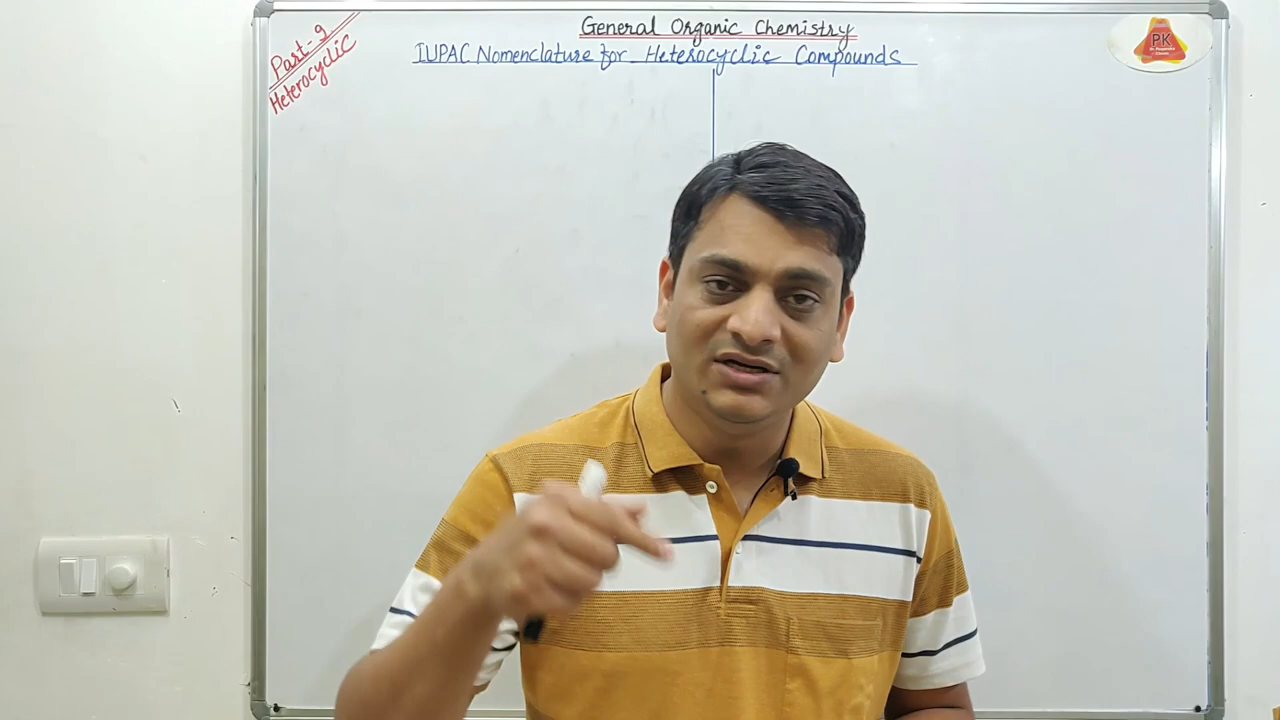 Part-9
Heterocyclic
General Organic Chemistry
IUPAC Nomenclature for Heterocyclic Compounds
PK